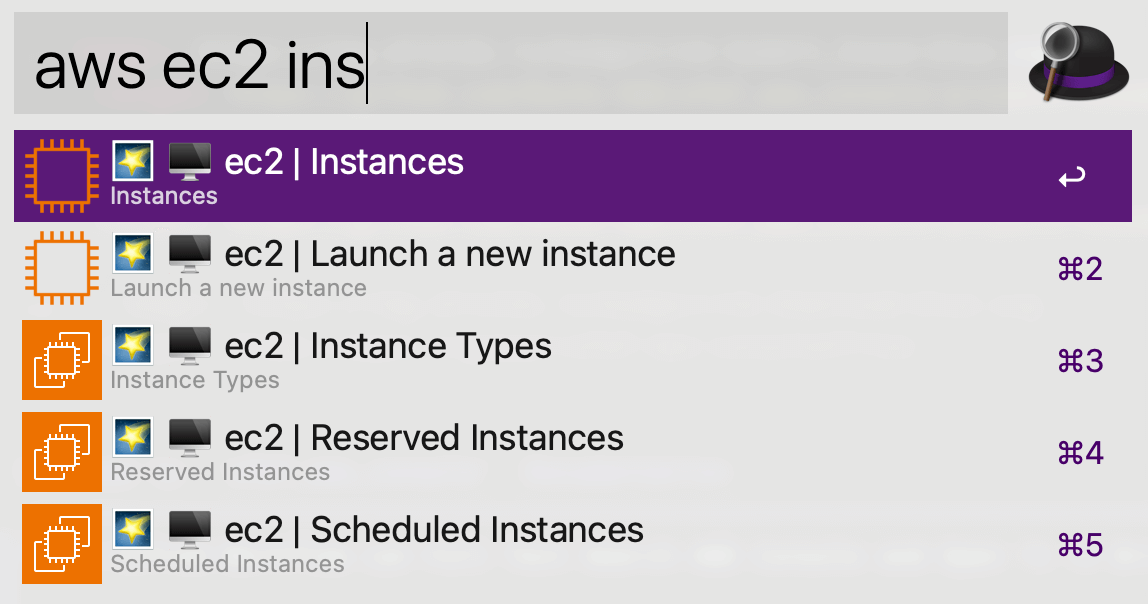 aws ec2 ins
ec2 | Instances
Instances
ec2 | Launch a new instance
Launch a new instance
⌘2
ec2 | Instance Types
Instance Types
⌘3
ec2 | Reserved Instances
Reserved Instances
⌘4
ec2 | Scheduled Instances
Scheduled Instances
⌘5